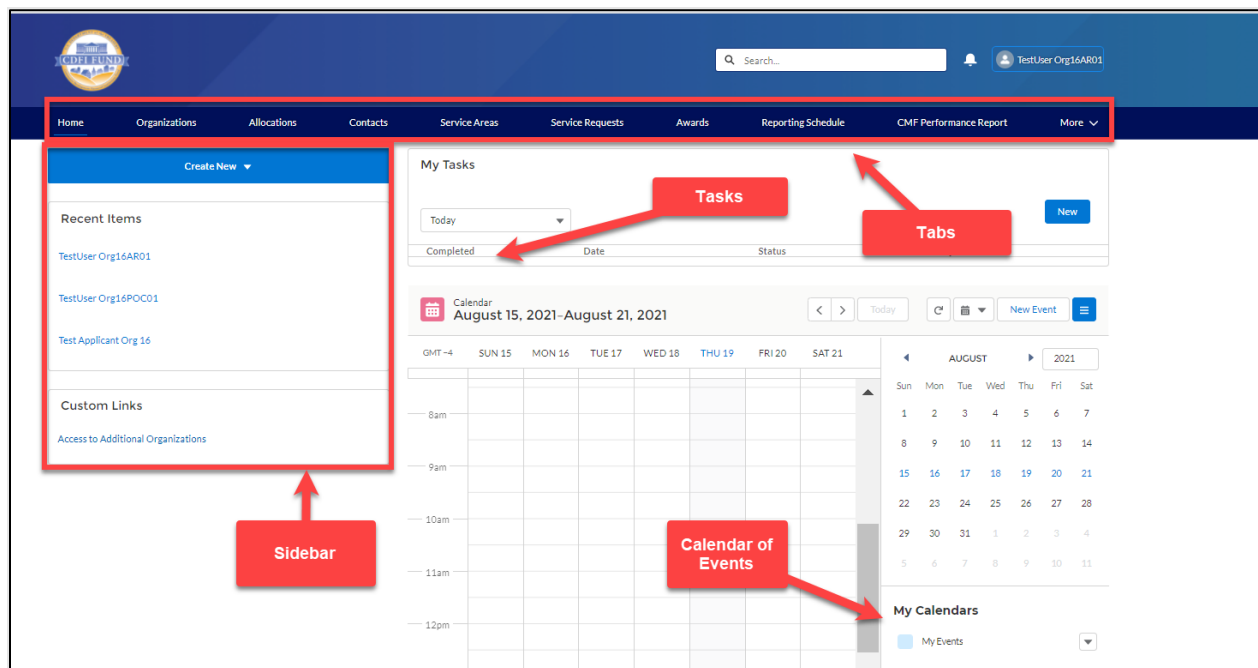 CDFI FUND
Search...
TestUser Org16AR01
Home Organizations Allocations Contacts Service Areas Service Requests Awards Reporting Schedule CMF Performance Report More
Create New
Recent Items
TestUser Org16AR01
TestUser Org16POC01
Test Applicant Org 16
Custom Links
Access to Additional Organizations
Sidebar
My Tasks
Tasks
Today
New
Tabs
Completed Date Status
Calendar
August 15, 2021–August 21, 2021
Today
New Event
GMT −4 SUN 15 MON 16 TUE 17 WED 18 THU 19 FRI 20 SAT 21
8am
9am
10am
11am
12pm
AUGUST 2021
Sun Mon Tue Wed Thu Fri Sat
1 2 3 4 5 6 7
8 9 10 11 12 13 14
15 16 17 18 19 20 21
22 23 24 25 26 27 28
29 30 31 1 2 3 4
5 6 7 8 9 10 11
Calendar of
Events
My Calendars
My Events